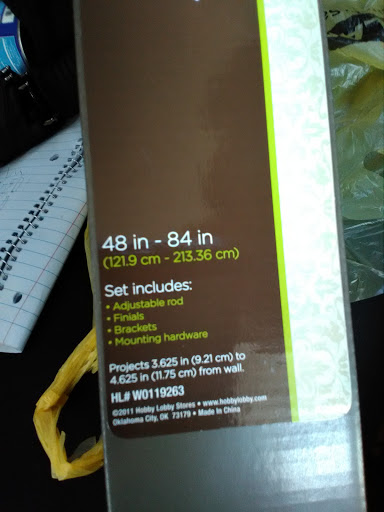 48 in - 84 in
(121.9 cm - 213.36 cm)
Set includes:
• Adjustable rod
• Finials
• Brackets
• Mounting hardware
Projects 3.625 in (9.21 cm) to
4.625 in (11.75 cm) from wall.
HL# W0119263
©2011 Hobby Lobby Stores • www.hobbylobby.com
Oklahoma City, OK 73179 • Made in China